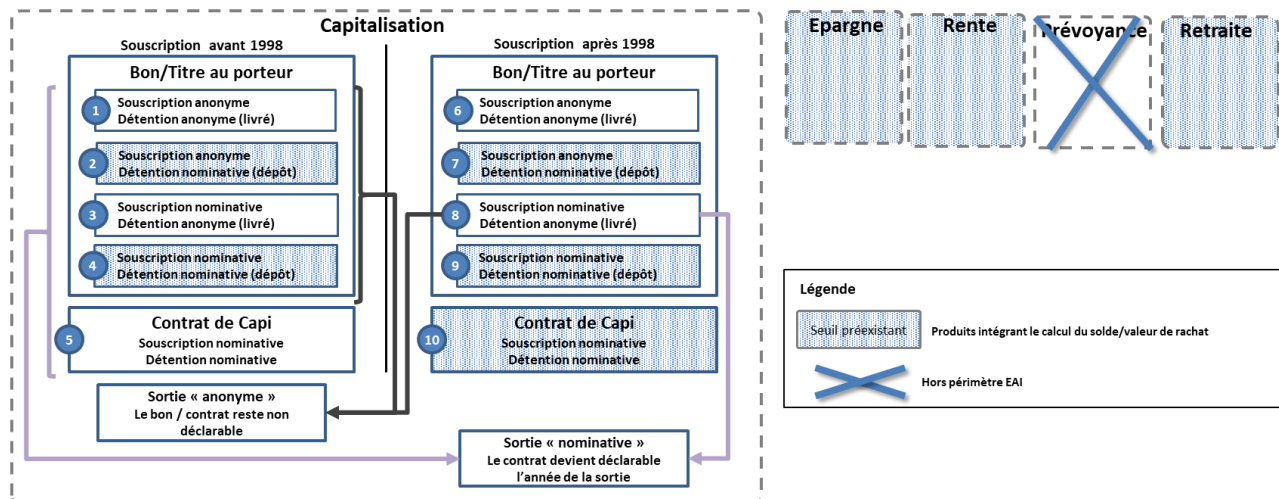 Capitalisation
Souscription avant 1998
Bon/Titre au porteur
1
Souscription anonyme
Détention anonyme (livré)
2
Souscription anonyme
Détention nominative (dépôt)
3
Souscription nominative
Détention anonyme (livré)
4
Souscription nominative
Détention nominative (dépôt)
5
Contrat de Capi
Souscription nominative
Détention nominative
Sortie « anonyme »
Le bon / contrat reste non
déclarable
Souscription après 1998
Bon/Titre au porteur
6
Souscription anonyme
Détention anonyme (livré)
7
Souscription anonyme
Détention nominative (dépôt)
8
Souscription nominative
Détention anonyme (livré)
9
Souscription nominative
Détention nominative (dépôt)
10
Contrat de Capi
Souscription nominative
Détention nominative
Sortie « nominative »
Le contrat devient déclarable
l'année de la sortie
Epargne
Rente
Prévoyance
Retraite
Légende
Seuil préexistant
Produits intégrant le calcul du solde/valeur de rachat
Hors périmètre EAI